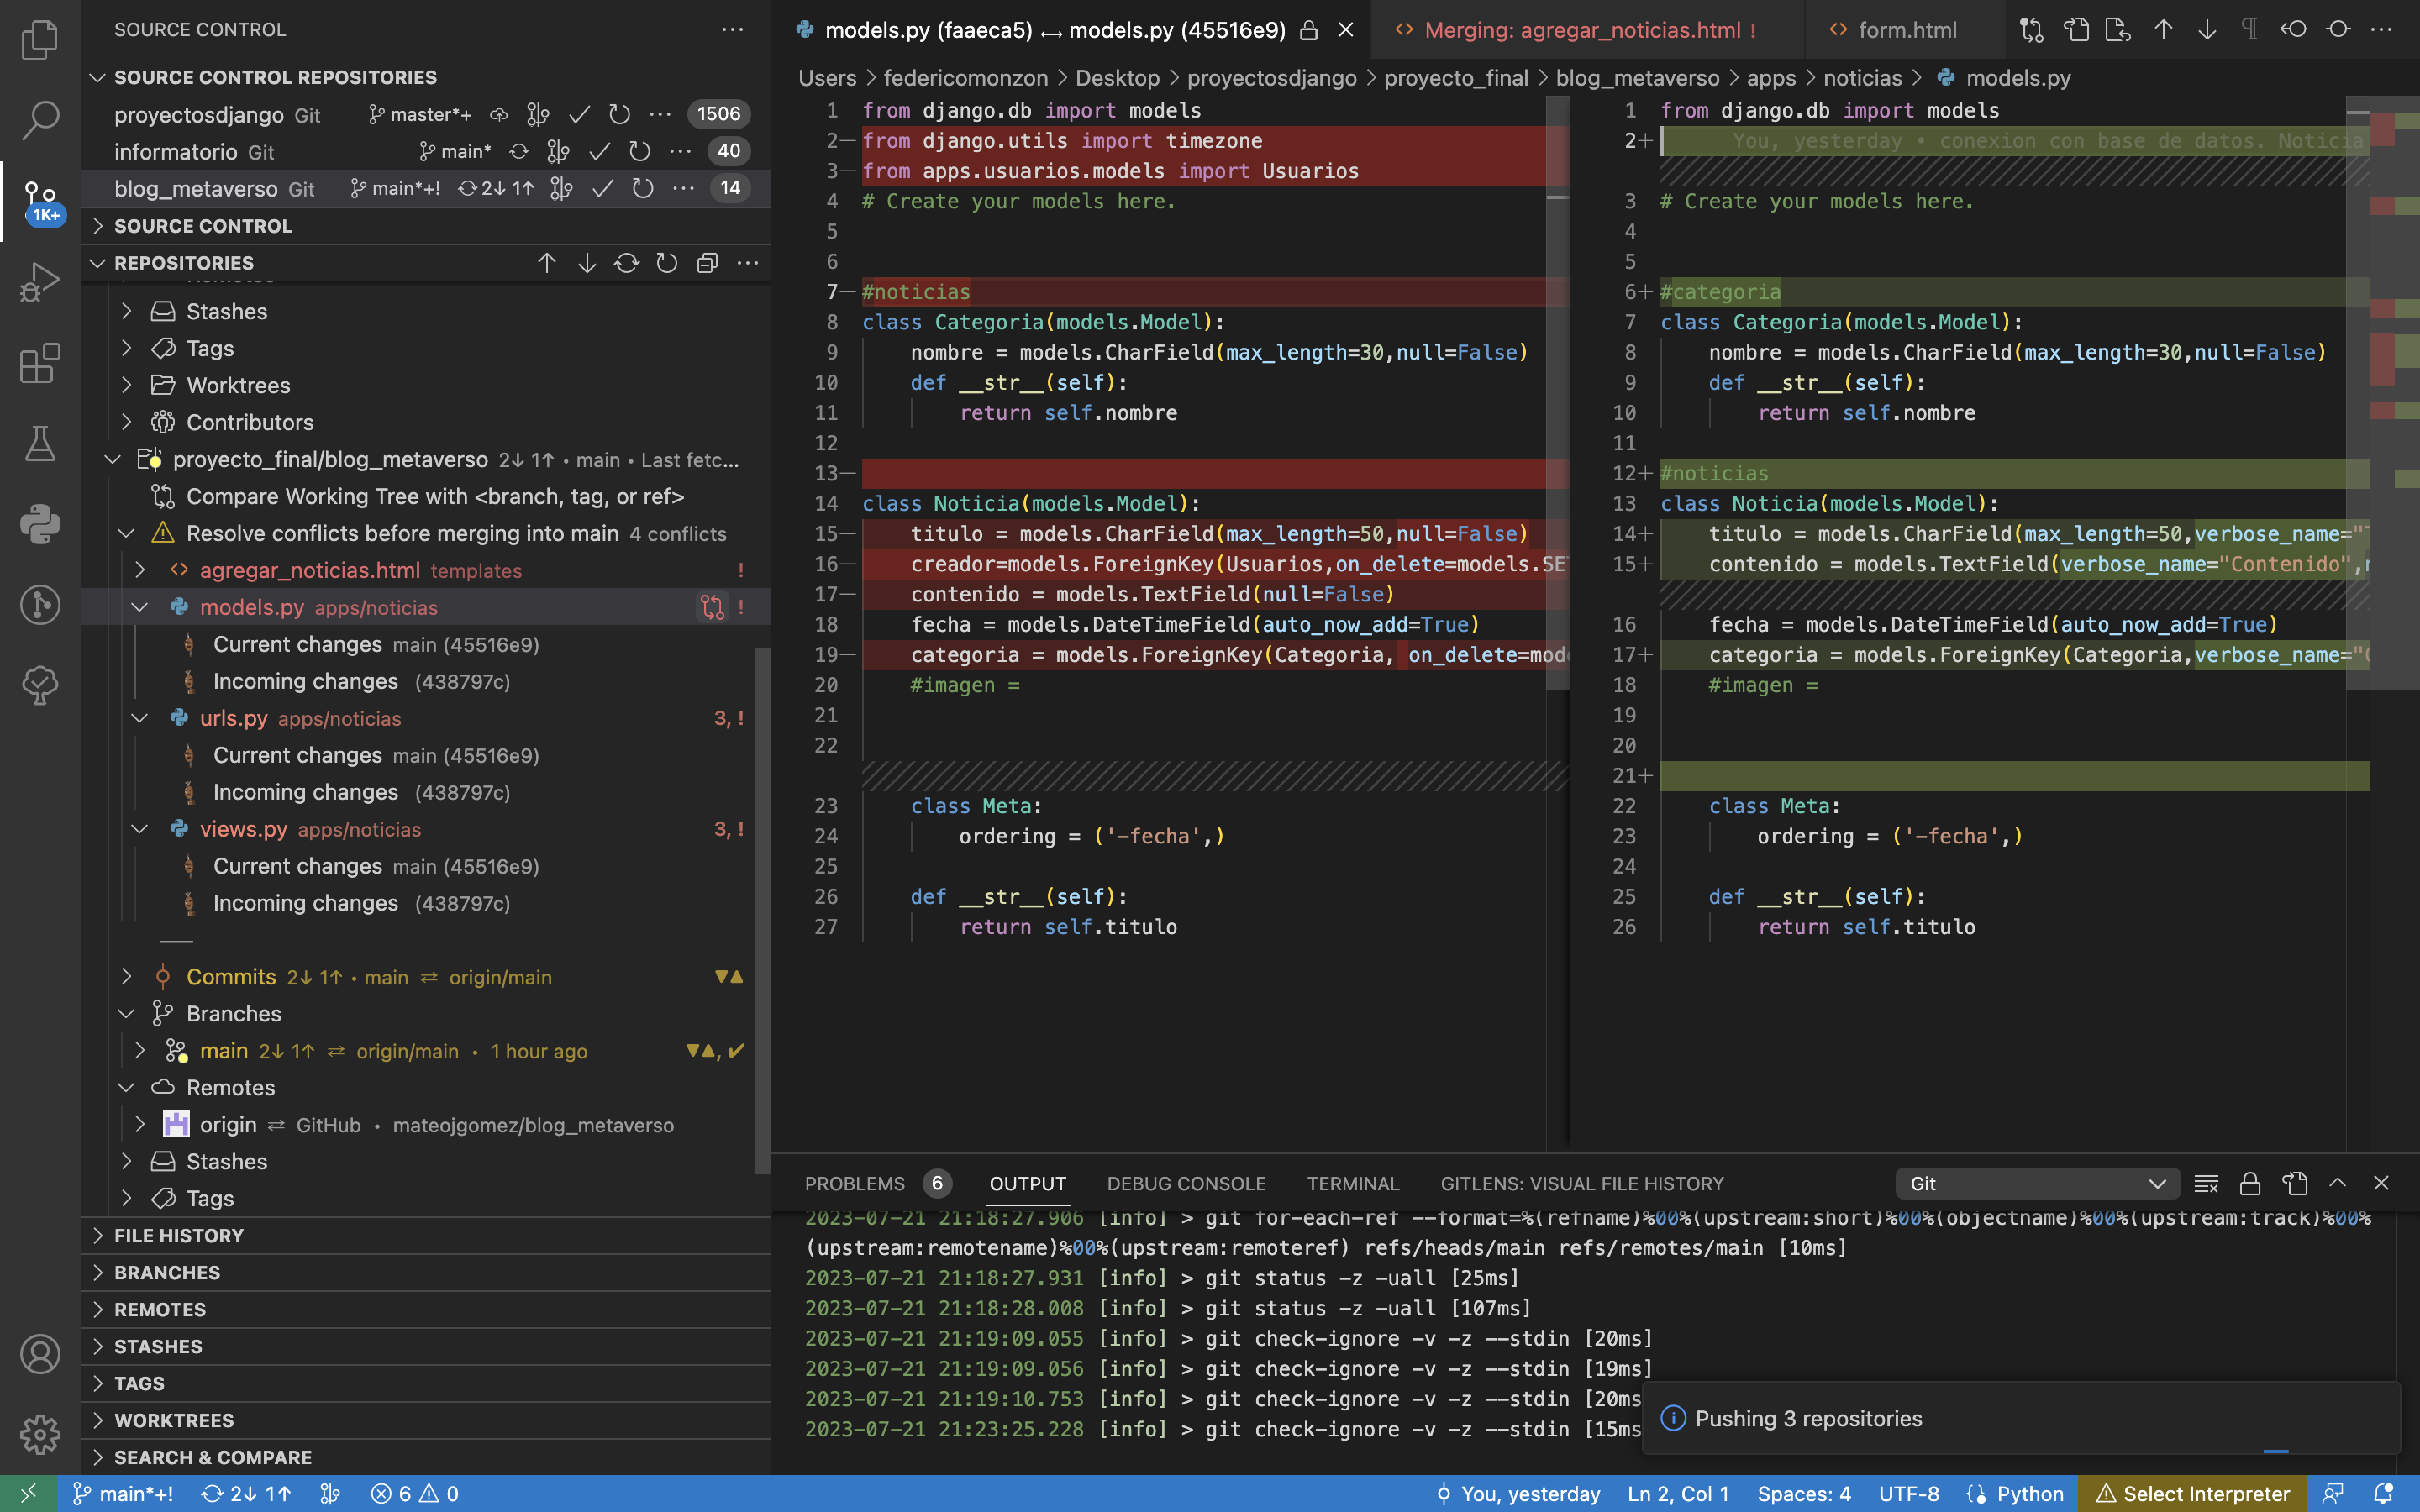 SOURCE CONTROL
SOURCE CONTROL REPOSITORIES
proyectosdjango Git master*+ 1506
informatorio Git main* 40
blog_metaverso Git main*+! 2↓ 1↑ 14
SOURCE CONTROL
REPOSITORIES
Stashes
Tags
Worktrees
Contributors
proyecto_final/blog_metaverso 2↓ 1↑ • main • Last fetc...
Compare Working Tree with <branch, tag, or ref>
Resolve conflicts before merging into main 4 conflicts
agregar_noticias.html templates !
models.py apps/noticias !
Current changes main (45516e9)
Incoming changes (438797c)
urls.py apps/noticias 3, !
Current changes main (45516e9)
Incoming changes (438797c)
views.py apps/noticias 3, !
Current changes main (45516e9)
Incoming changes (438797c)
Commits 2↓ 1↑ • main ⇄ origin/main ▼▲
Branches
main 2↓ 1↑ ⇄ origin/main • 1 hour ago ▼▲, ✔
Remotes
origin ⇄ GitHub • mateojgomez/blog_metaverso
Stashes
Tags
FILE HISTORY
BRANCHES
REMOTES
STASHES
TAGS
WORKTREES
SEARCH & COMPARE
1K+
models.py (faaeca5) ↔ models.py (45516e9)
Merging: agregar_noticias.html !
form.html
Users > federicomonzon > Desktop > proyectosdjango > proyecto_final > blog_metaverso > apps > noticias > models.py
1 from django.db import models
2— from django.utils import timezone
3— from apps.usuarios.models import Usuarios
4 # Create your models here.
5
6
7— #noticias
8 class Categoria(models.Model):
9 nombre = models.CharField(max_length=30,null=False)
10 def __str__(self):
11 return self.nombre
12
13—
14 class Noticia(models.Model):
15— titulo = models.CharField(max_length=50,null=False)
16— creador=models.ForeignKey(Usuarios,on_delete=models.SE
17— contenido = models.TextField(null=False)
18 fecha = models.DateTimeField(auto_now_add=True)
19— categoria = models.ForeignKey(Categoria, on_delete=mod
20 #imagen =
21
22
23 class Meta:
24 ordering = ('-fecha',)
25
26 def __str__(self):
27 return self.titulo
1 from django.db import models
2+ You, yesterday • conexion con base de datos. Noticia
3 # Create your models here.
4
5
6+ #categoria
7 class Categoria(models.Model):
8 nombre = models.CharField(max_length=30,null=False)
9 def __str__(self):
10 return self.nombre
11
12+ #noticias
13 class Noticia(models.Model):
14+ titulo = models.CharField(max_length=50,verbose_name="
15+ contenido = models.TextField(verbose_name="Contenido",
16 fecha = models.DateTimeField(auto_now_add=True)
17+ categoria = models.ForeignKey(Categoria,verbose_name="
18 #imagen =
19
20
21+
22 class Meta:
23 ordering = ('-fecha',)
24
25 def __str__(self):
26 return self.titulo
PROBLEMS 6 OUTPUT DEBUG CONSOLE TERMINAL GITLENS: VISUAL FILE HISTORY Git
2023-07-21 21:18:27.906 [info] > git for-each-ref --format=%(refname)%00%(upstream:short)%00%(objectname)%00%(upstream:track)%00%
(upstream:remotename)%00%(upstream:remoteref) refs/heads/main refs/remotes/main [10ms]
2023-07-21 21:18:27.931 [info] > git status -z -uall [25ms]
2023-07-21 21:18:28.008 [info] > git status -z -uall [107ms]
2023-07-21 21:19:09.055 [info] > git check-ignore -v -z --stdin [20ms]
2023-07-21 21:19:09.056 [info] > git check-ignore -v -z --stdin [19ms]
2023-07-21 21:19:10.753 [info] > git check-ignore -v -z --stdin [20ms
2023-07-21 21:23:25.228 [info] > git check-ignore -v -z --stdin [15ms
Pushing 3 repositories
main*+! 2↓ 1↑ 6 0 You, yesterday Ln 2, Col 1 Spaces: 4 UTF-8 Python Select Interpreter